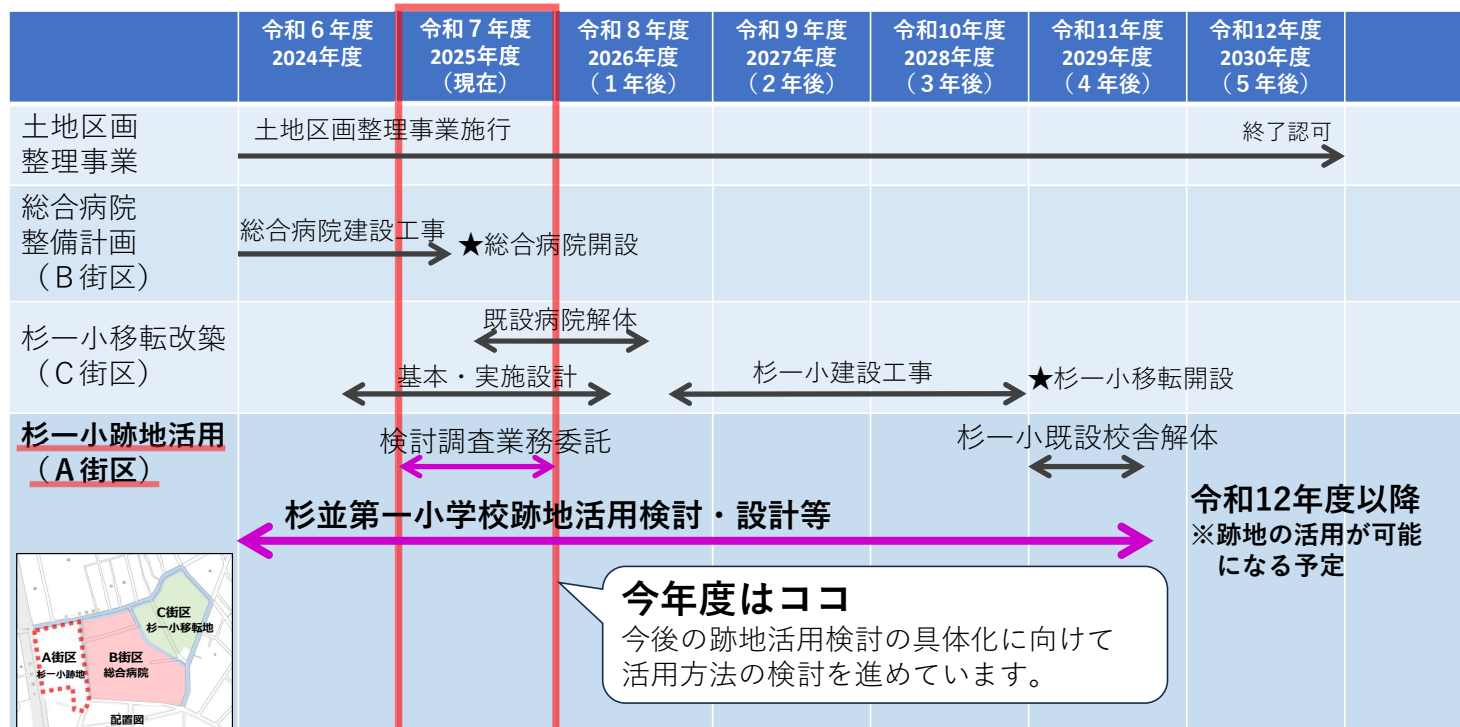 令和６年度
2024年度
令和７年度
2025年度
（現在）
令和８年度
2026年度
（１年後）
令和９年度
2027年度
（２年後）
令和10年度
2028年度
（３年後）
令和11年度
2029年度
（４年後）
令和12年度
2030年度
（５年後）
土地区画
整理事業
土地区画整理事業施行
終了認可
総合病院
整備計画
（Ｂ街区）
総合病院建設工事
★総合病院開設
杉一小移転改築
（Ｃ街区）
既設病院解体
基本・実施設計
杉一小建設工事
★杉一小移転開設
杉一小跡地活用
（Ａ街区）
検討調査業務委託
杉一小既設校舎解体
杉並第一小学校跡地活用検討・設計等
令和12年度以降
※跡地の活用が可能
になる予定
今年度はココ
今後の跡地活用検討の具体化に向けて
活用方法の検討を進めています。
C街区
杉一小移転地
A街区
杉一小跡地
B街区
総合病院
配置図